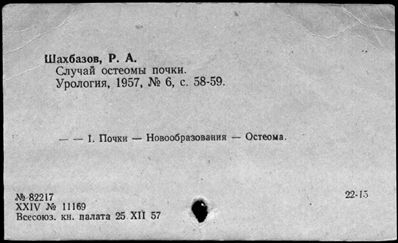 Шахбазов, Р. А.
Случай остеомы почки.
Урология, 1957, № 6, с. 58-59.
— — I. Почки — Новообразования — Остеома.
№ 82217
22-15
XXIV № 11169
Всесоюз. кн. палата 25 XII 57